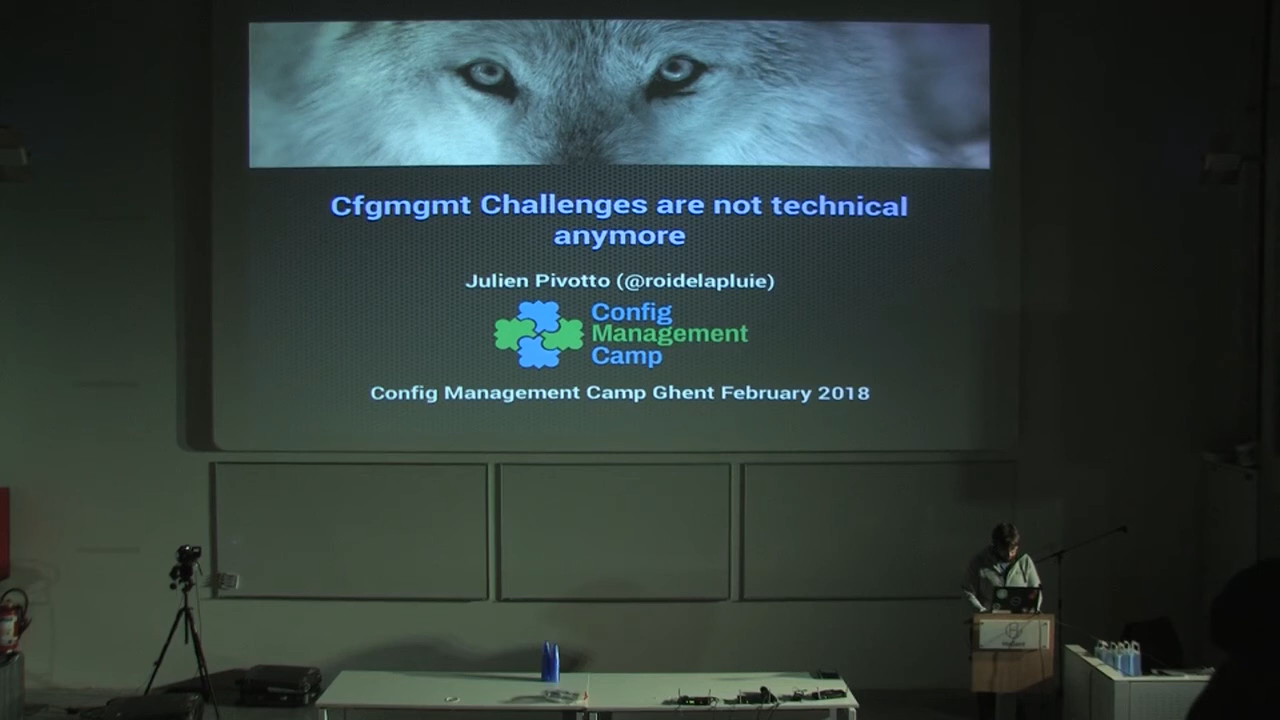 Cfgmgmt Challenges are not technical
anymore
Julien Pivotto (@roidelapluie)
Config
Management
Camp
Config Management Camp Ghent February 2018